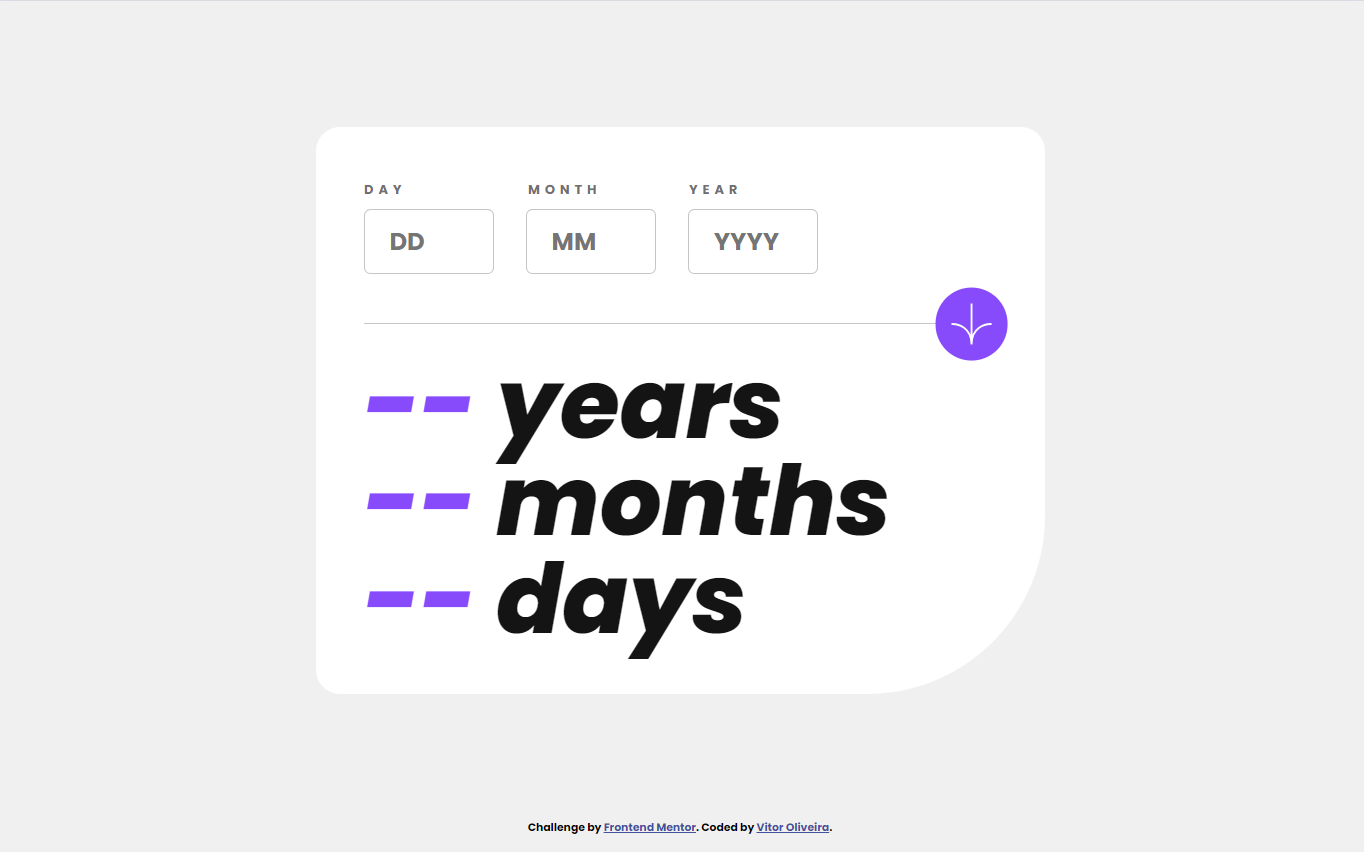 DAY MONTH YEAR
DD MM YYYY
-- years
-- months
-- days
Challenge by Frontend Mentor. Coded by Vitor Oliveira.